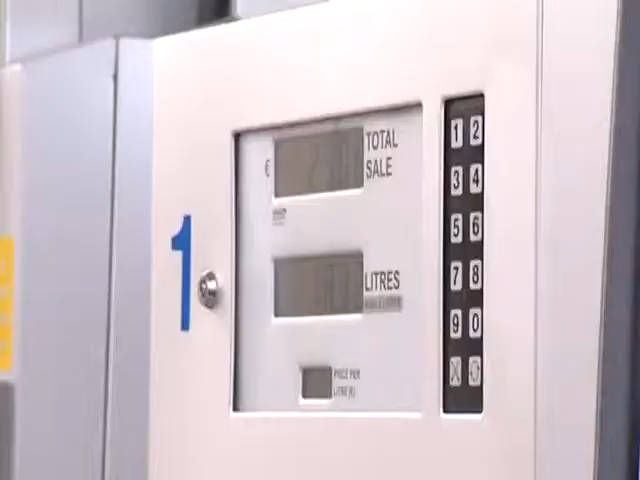 1
€
TOTAL
SALE
LITRES
PRICE PER
LITRE (€)
1 2
3 4
5 6
7 8
9 0
X